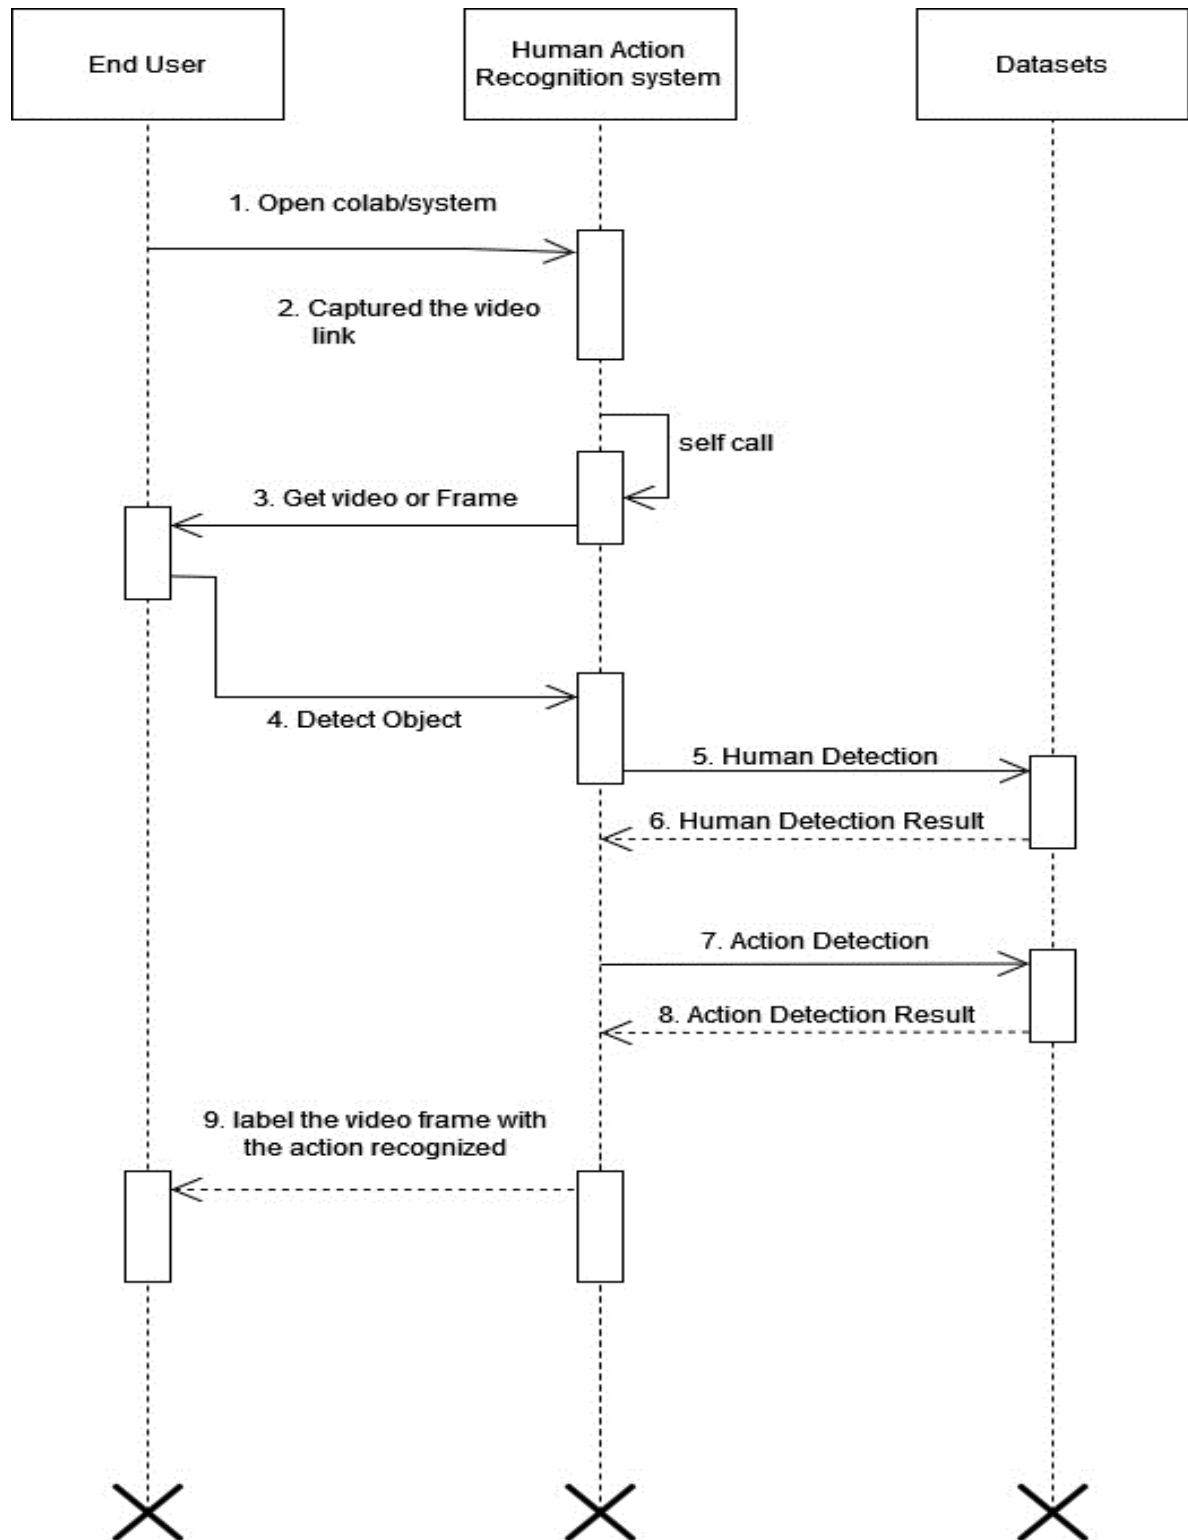 End User
Human Action
Recognition system
Datasets
1. Open colab/system
2. Captured the video
link
self call
3. Get video or Frame
4. Detect Object
5. Human Detection
6. Human Detection Result
7. Action Detection
8. Action Detection Result
9. label the video frame with
the action recognized